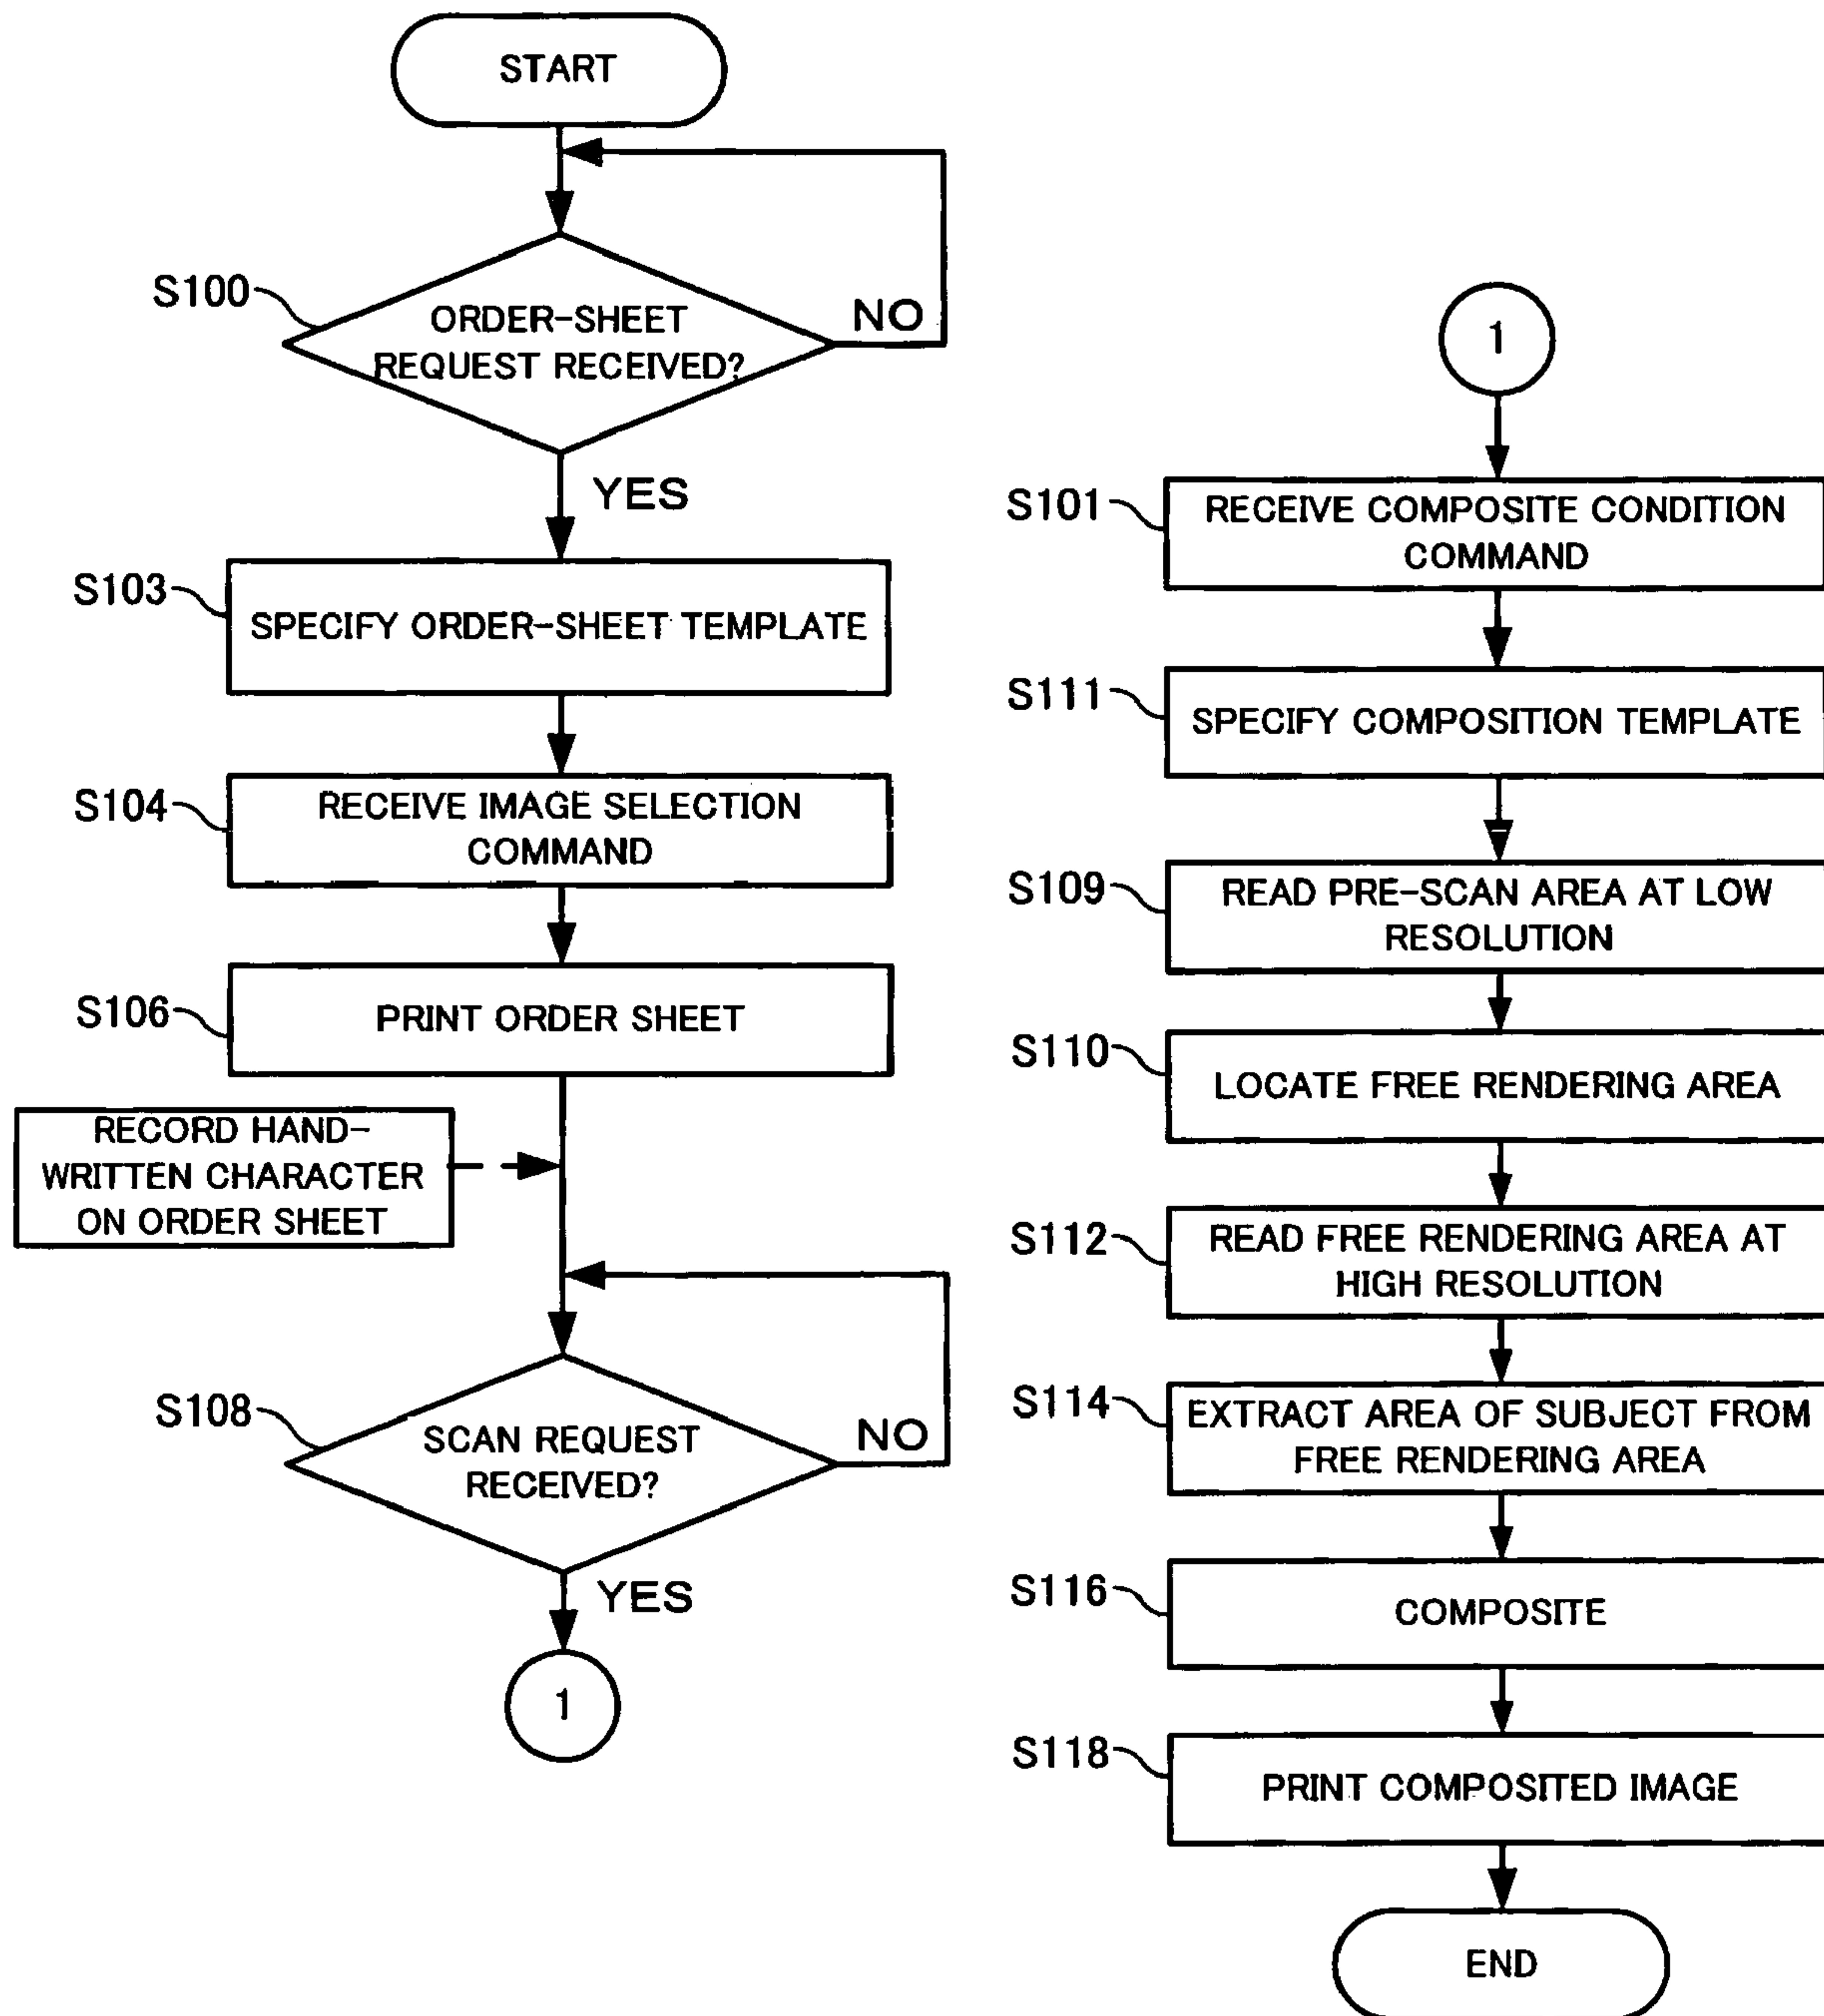 START
S100
ORDER-SHEET
REQUEST RECEIVED?
NO
YES
S103
SPECIFY ORDER-SHEET TEMPLATE
S104
RECEIVE IMAGE SELECTION
COMMAND
S106
PRINT ORDER SHEET
RECORD HAND-
WRITTEN CHARACTER
ON ORDER SHEET
S108
SCAN REQUEST
RECEIVED?
NO
YES
1
1
S101
RECEIVE COMPOSITE CONDITION
COMMAND
S111
SPECIFY COMPOSITION TEMPLATE
S109
READ PRE-SCAN AREA AT LOW
RESOLUTION
S110
LOCATE FREE RENDERING AREA
S112
READ FREE RENDERING AREA AT
HIGH RESOLUTION
S114
EXTRACT AREA OF SUBJECT FROM
FREE RENDERING AREA
S116
COMPOSITE
S118
PRINT COMPOSITED IMAGE
END